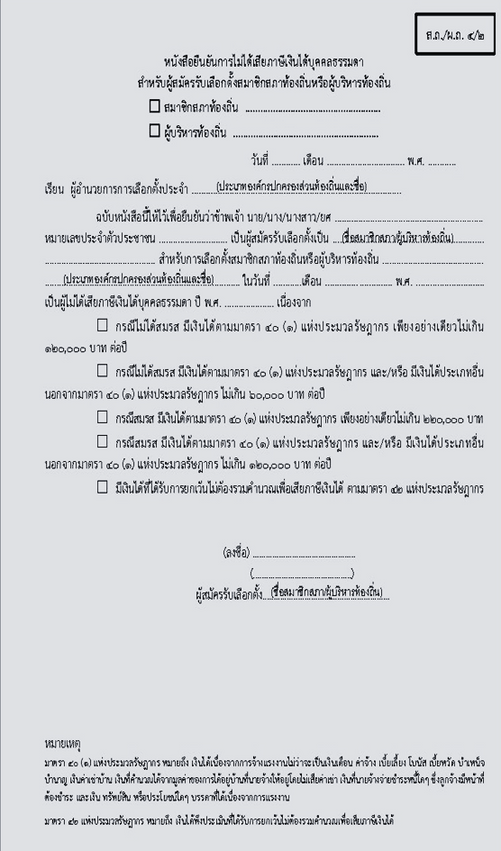 ส.ถ./ผ.ถ. ๔/๒
หนังสือยืนยันการไม่ได้เสียภาษีเงินได้บุคคลธรรมดา
สำหรับผู้สมัครรับเลือกตั้งสมาชิกสภาท้องถิ่นหรือผู้บริหารท้องถิ่น
☐ สมาชิกสภาท้องถิ่น ..................................................
☐ ผู้บริหารท้องถิ่น ......................................................
วันที่ ........... เดือน ............................. พ.ศ. ...........
เรียน ผู้อำนวยการการเลือกตั้งประจำ .........(ประเภทองค์กรปกครองส่วนท้องถิ่นและชื่อ)............
ฉบับหนังสือนี้ให้ไว้เพื่อยืนยันว่าข้าพเจ้า นาย/นาง/นางสาว/ยศ ......................................................
หมายเลขประจำตัวประชาชน .......................... เป็นผู้สมัครรับเลือกตั้งเป็น ...(ชื่อสมาชิกสภา/ผู้บริหารท้องถิ่น)...........
......................................... สำหรับการเลือกตั้งสมาชิกสภาท้องถิ่นหรือผู้บริหารท้องถิ่น ......................................
.......(ประเภทองค์กรปกครองส่วนท้องถิ่นและชื่อ)......... ในวันที่ ............เดือน ....................... พ.ศ. .........................
เป็นผู้ไม่ได้เสียภาษีเงินได้บุคคลธรรมดา ปี พ.ศ. ................... เนื่องจาก
☐ กรณีไม่ได้สมรส มีเงินได้ตามมาตรา ๔๐ (๑) แห่งประมวลรัษฎากร เพียงอย่างเดียวไม่เกิน
๑๒๐,๐๐๐ บาท ต่อปี
☐ กรณีไม่ได้สมรส มีเงินได้ตามมาตรา ๔๐ (๑) แห่งประมวลรัษฎากร และ/หรือ มีเงินได้ประเภทอื่น
นอกจากมาตรา ๔๐ (๑) แห่งประมวลรัษฎากร ไม่เกิน ๖๐,๐๐๐ บาท ต่อปี
☐ กรณีสมรส มีเงินได้ตามมาตรา ๔๐ (๑) แห่งประมวลรัษฎากร เพียงอย่างเดียวไม่เกิน ๒๒๐,๐๐๐ บาท
☐ กรณีสมรส มีเงินได้ตามมาตรา ๔๐ (๑) แห่งประมวลรัษฎากร และ/หรือ มีเงินได้ประเภทอื่น
นอกจากมาตรา ๔๐ (๑) แห่งประมวลรัษฎากร ไม่เกิน ๑๒๐,๐๐๐ บาท ต่อปี
☐ มีเงินได้ที่ได้รับการยกเว้นไม่ต้องรวมคำนวณเพื่อเสียภาษีเงินได้ ตามมาตรา ๔๒ แห่งประมวลรัษฎากร
(ลงชื่อ) ......................................
(......................................)
ผู้สมัครรับเลือกตั้ง...(ชื่อสมาชิกสภา/ผู้บริหารท้องถิ่น)...
หมายเหตุ
มาตรา ๔๐ (๑) แห่งประมวลรัษฎากร หมายถึง เงินได้เนื่องจากการจ้างแรงงานไม่ว่าจะเป็นเงินเดือน ค่าจ้าง เบี้ยเลี้ยง โบนัส เบี้ยหวัด บำเหน็จ
บำนาญ เงินค่าเช่าบ้าน เงินที่คำนวณได้จากมูลค่าของการได้อยู่บ้านที่นายจ้างให้อยู่โดยไม่เสียค่าเช่า เงินที่นายจ้างจ่ายชำระหนี้ใดๆ ซึ่งลูกจ้างมีหน้าที่
ต้องชำระ และเงิน ทรัพย์สิน หรือประโยชน์ใดๆ บรรดาที่ได้เนื่องจากการแรงงาน
มาตรา ๔๒ แห่งประมวลรัษฎากร หมายถึง เงินได้พึงประเมินที่ได้รับการยกเว้นไม่ต้องรวมคำนวณเพื่อเสียภาษีเงินได้